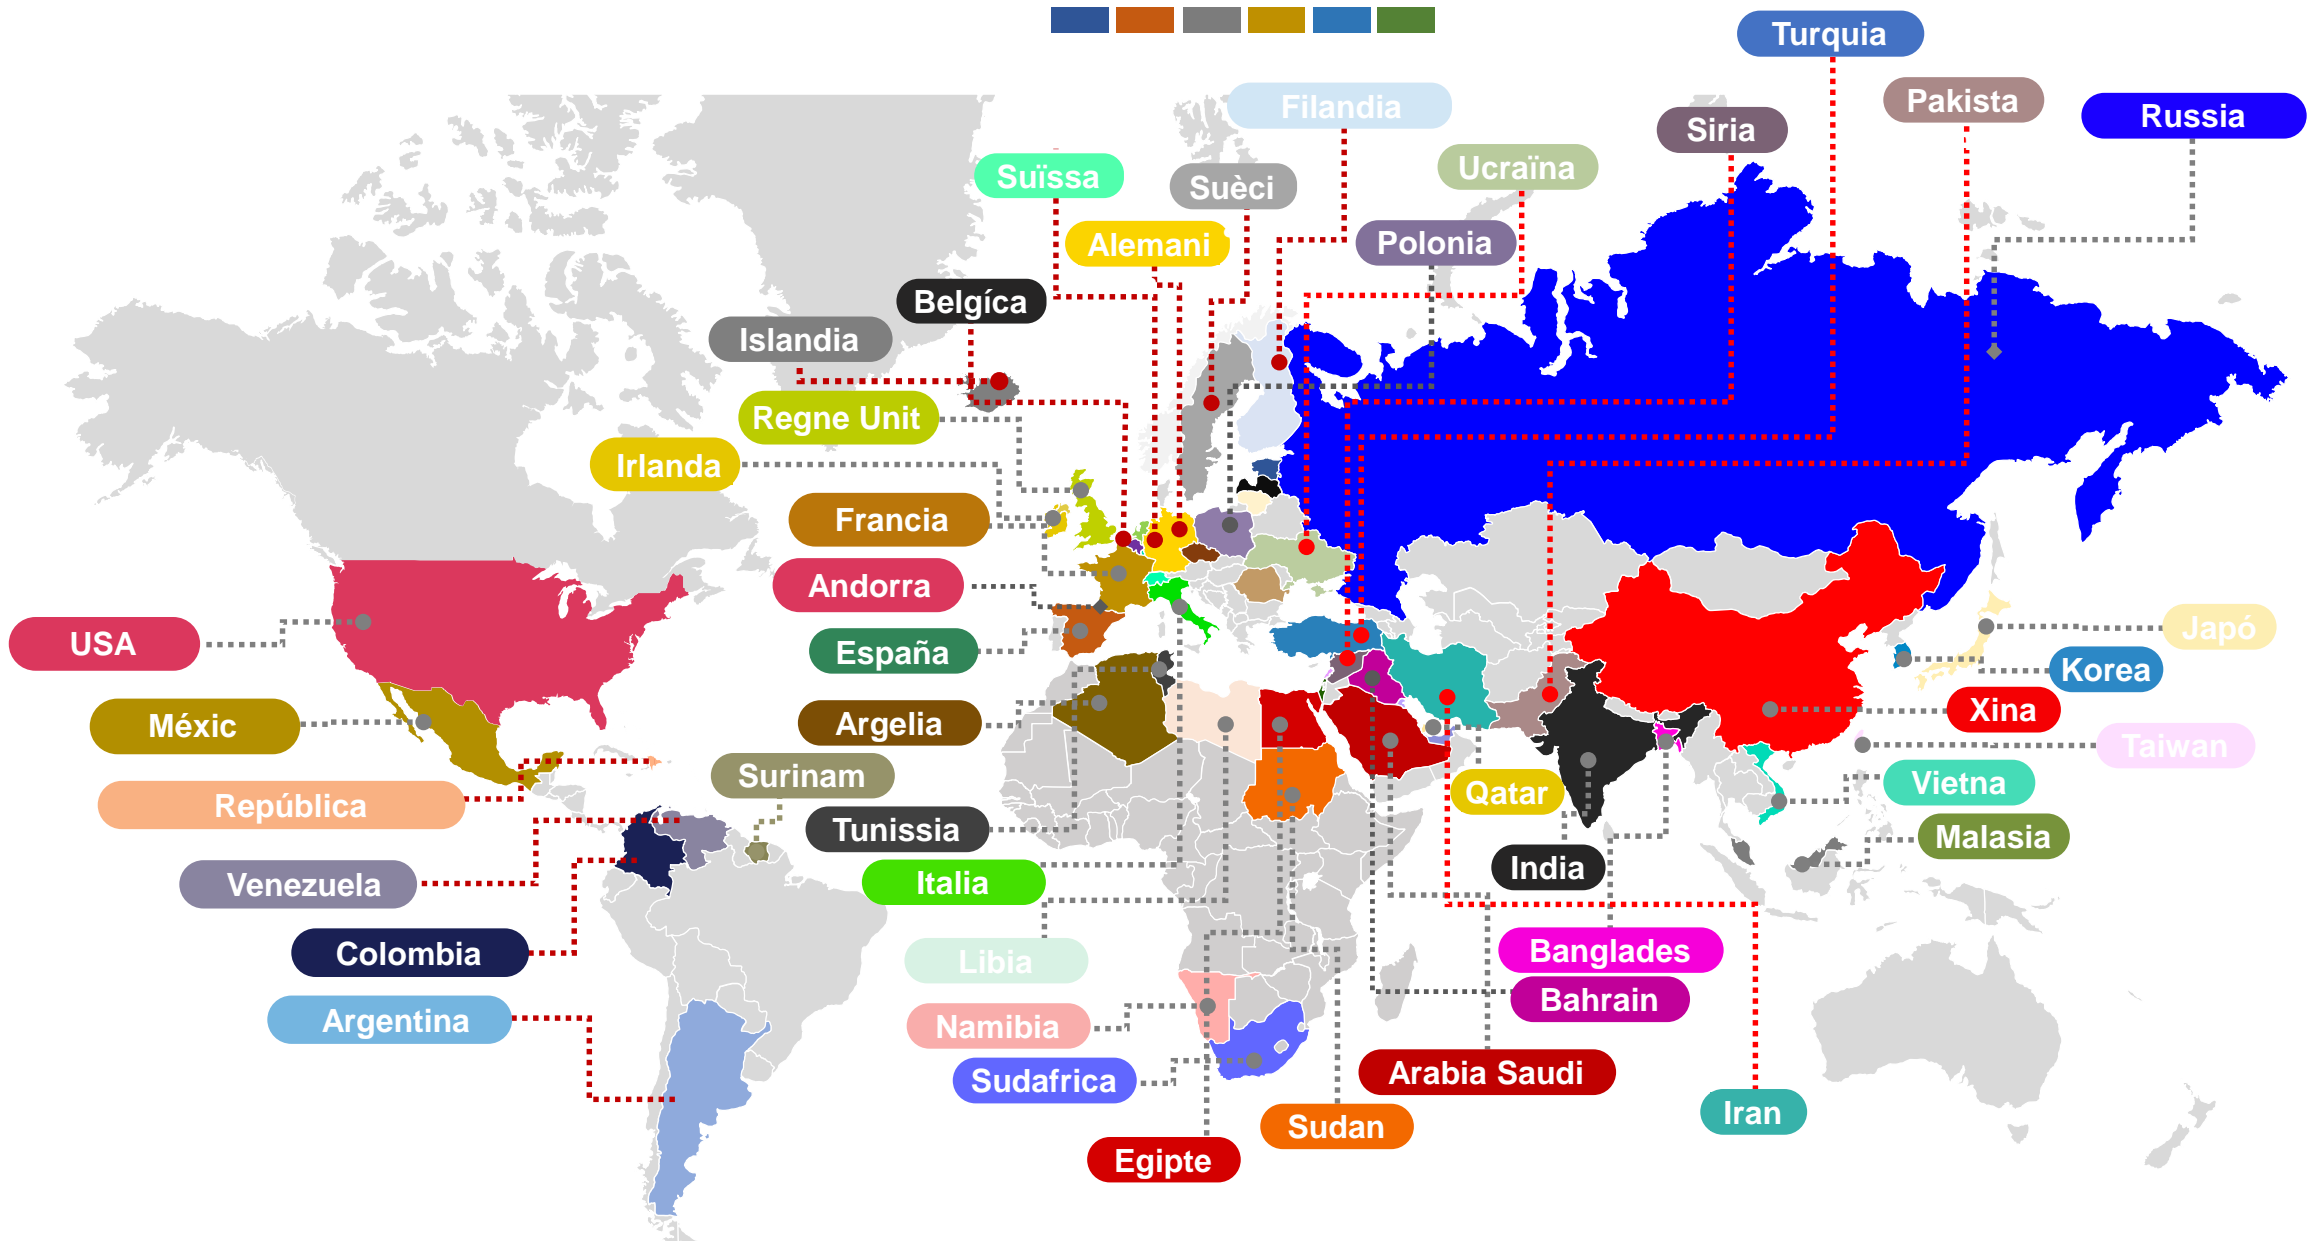 Turquia
Pakista
Russia
Filandia
Siria
Ucraïna
Suïssa
Suèci
Alemani
Polonia
Belgíca
Islandia
Regne Unit
Irlanda
Francia
Andorra
España
USA
Japó
Korea
Xina
Taiwan
Méxic
Argelia
Surinam
República
Qatar
Vietna
Malasia
Tunissia
India
Italia
Venezuela
Colombia
Libia
Banglades
Bahrain
Argentina
Namibia
Sudafrica
Arabia Saudi
Iran
Sudan
Egipte